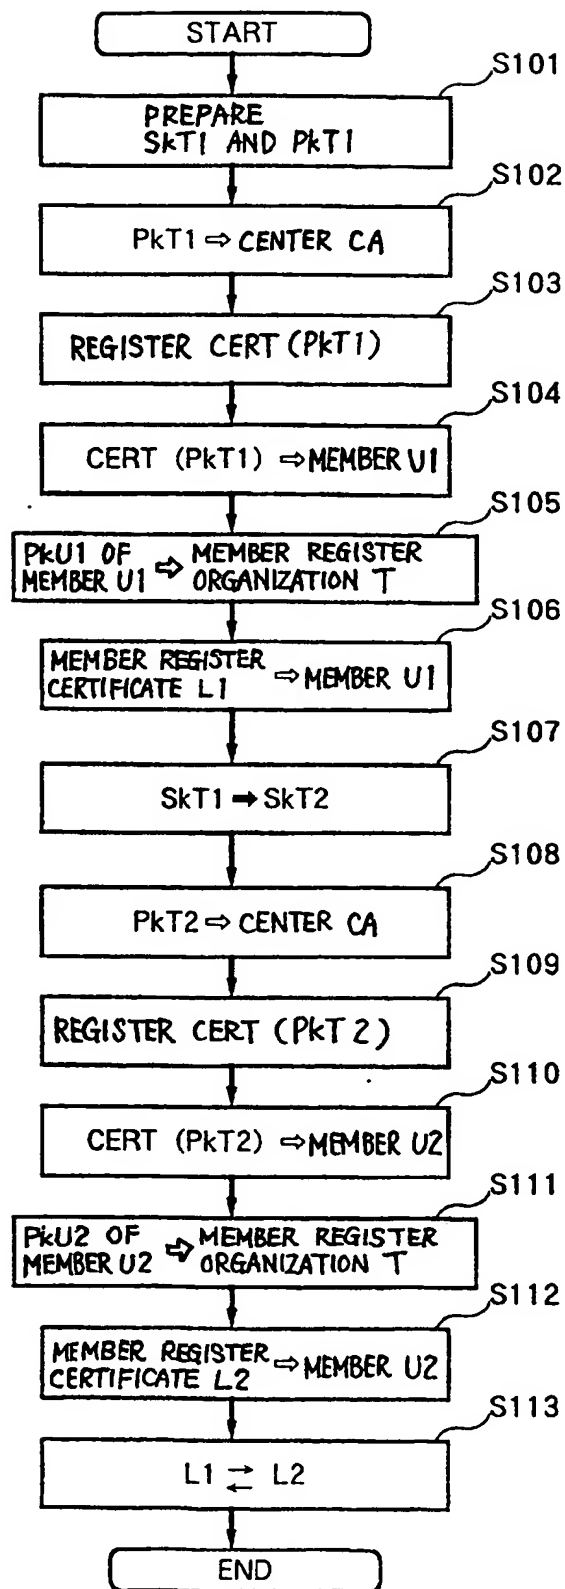 START
S101
PREPARE
SkT1 AND PkT1
S102
PkT1 ⇨ CENTER CA
S103
REGISTER CERT (PkT1)
S104
CERT (PkT1) ⇨ MEMBER U1
S105
PkU1 OF ⇨ MEMBER REGISTER
MEMBER U1 ORGANIZATION T
S106
MEMBER REGISTER ⇨ MEMBER U1
CERTIFICATE L1
S107
SkT1 ➡ SkT2
S108
PkT2 ⇨ CENTER CA
S109
REGISTER CERT (PkT2)
S110
CERT (PkT2) ⇨ MEMBER U2
S111
PkU2 OF ⇨ MEMBER REGISTER
MEMBER U2 ORGANIZATION T
S112
MEMBER REGISTER ⇨ MEMBER U2
CERTIFICATE L2
S113
L1 ⇄ L2
END